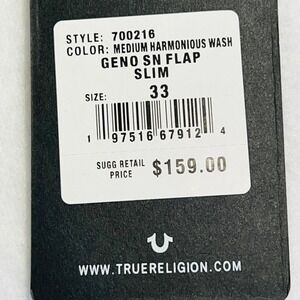 STYLE: 700216
COLOR: MEDIUM HARMONIOUS WASH
GENO SN FLAP
SLIM
SIZE: 33
1 97516 67912 4
SUGG RETAIL
PRICE $159.00
WWW.TRUERELIGION.COM